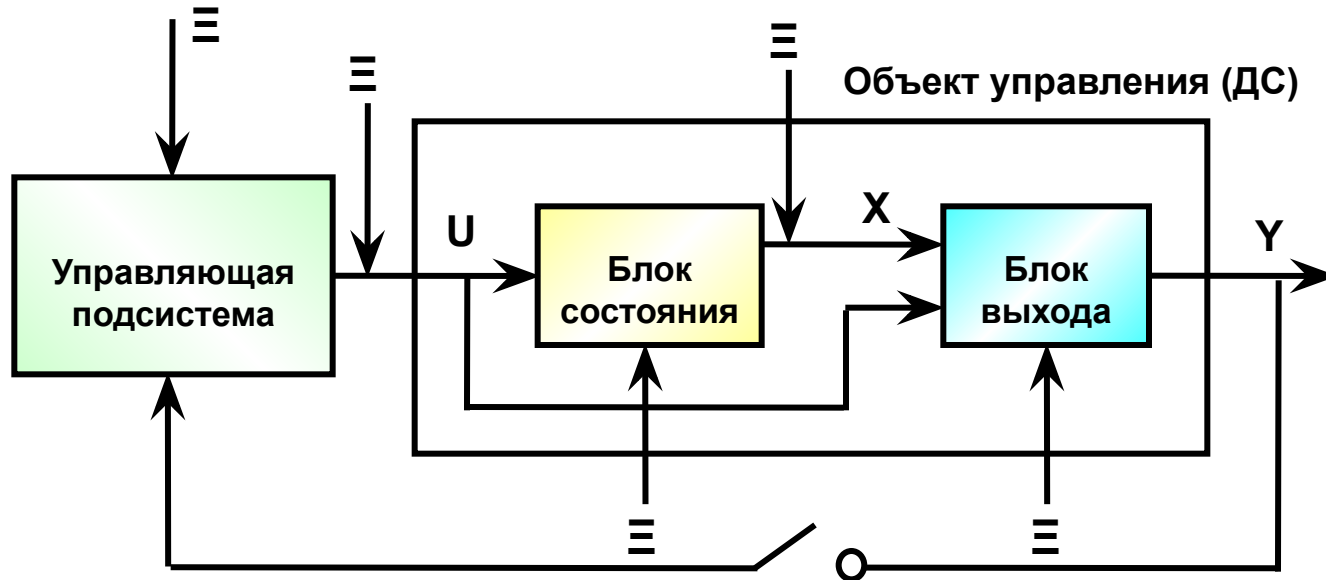 Ξ
Ξ
Ξ
Объект управления (ДС)
Управляющая
подсистема
U
Блок
состояния
X
Блок
выхода
Y
Ξ
Ξ